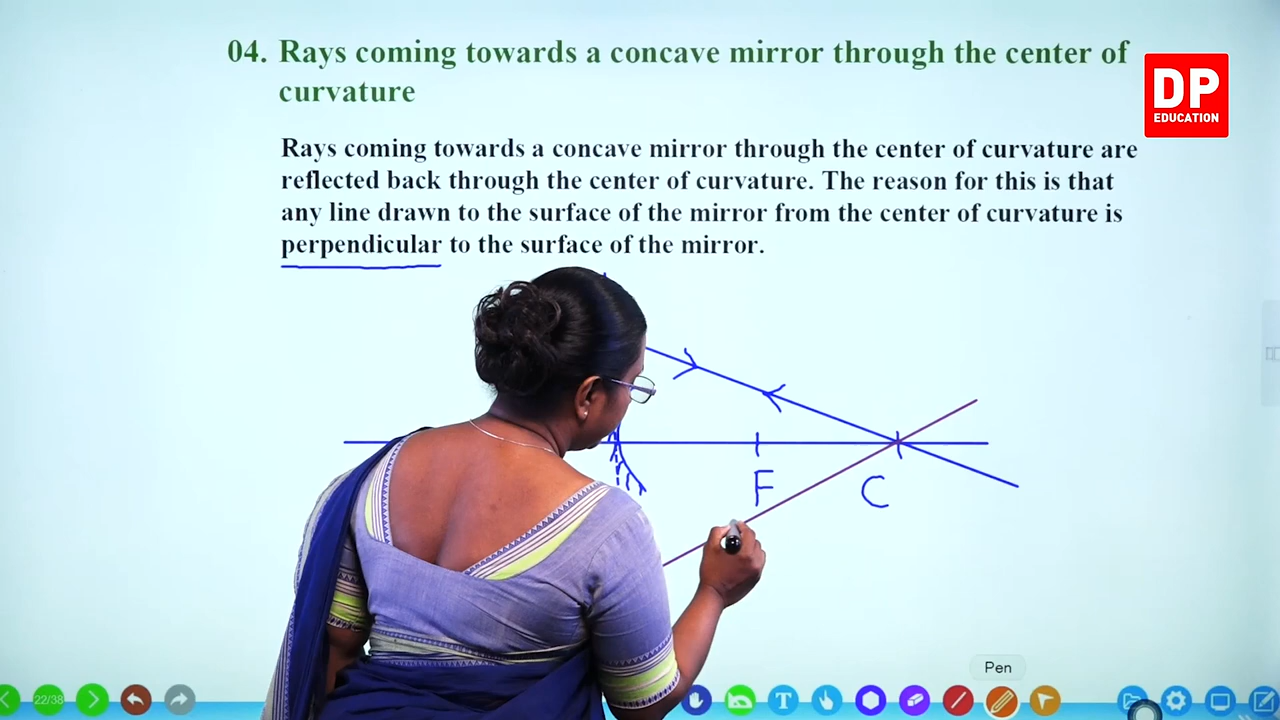 04. Rays coming towards a concave mirror through the center of
curvature
DP
EDUCATION
Rays coming towards a concave mirror through the center of curvature are
reflected back through the center of curvature. The reason for this is that
any line drawn to the surface of the mirror from the center of curvature is
perpendicular to the surface of the mirror.
F
C
Pen
22/38
T